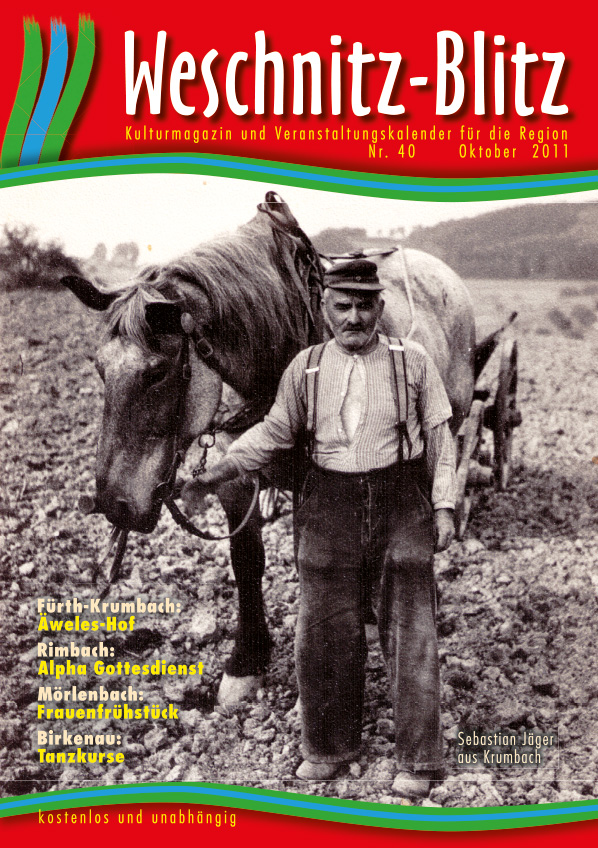 Weschnitz-Blitz
Kulturmagazin und Veranstaltungskalender für die Region
Nr. 40 Oktober 2011
Fürth-Krumbach:
Äweles-Hof
Rimbach:
Alpha Gottesdienst
Mörlenbach:
Frauenfrühstück
Birkenau:
Tanzkurse
Sebastian Jäger
aus Krumbach
kostenlos und unabhängig